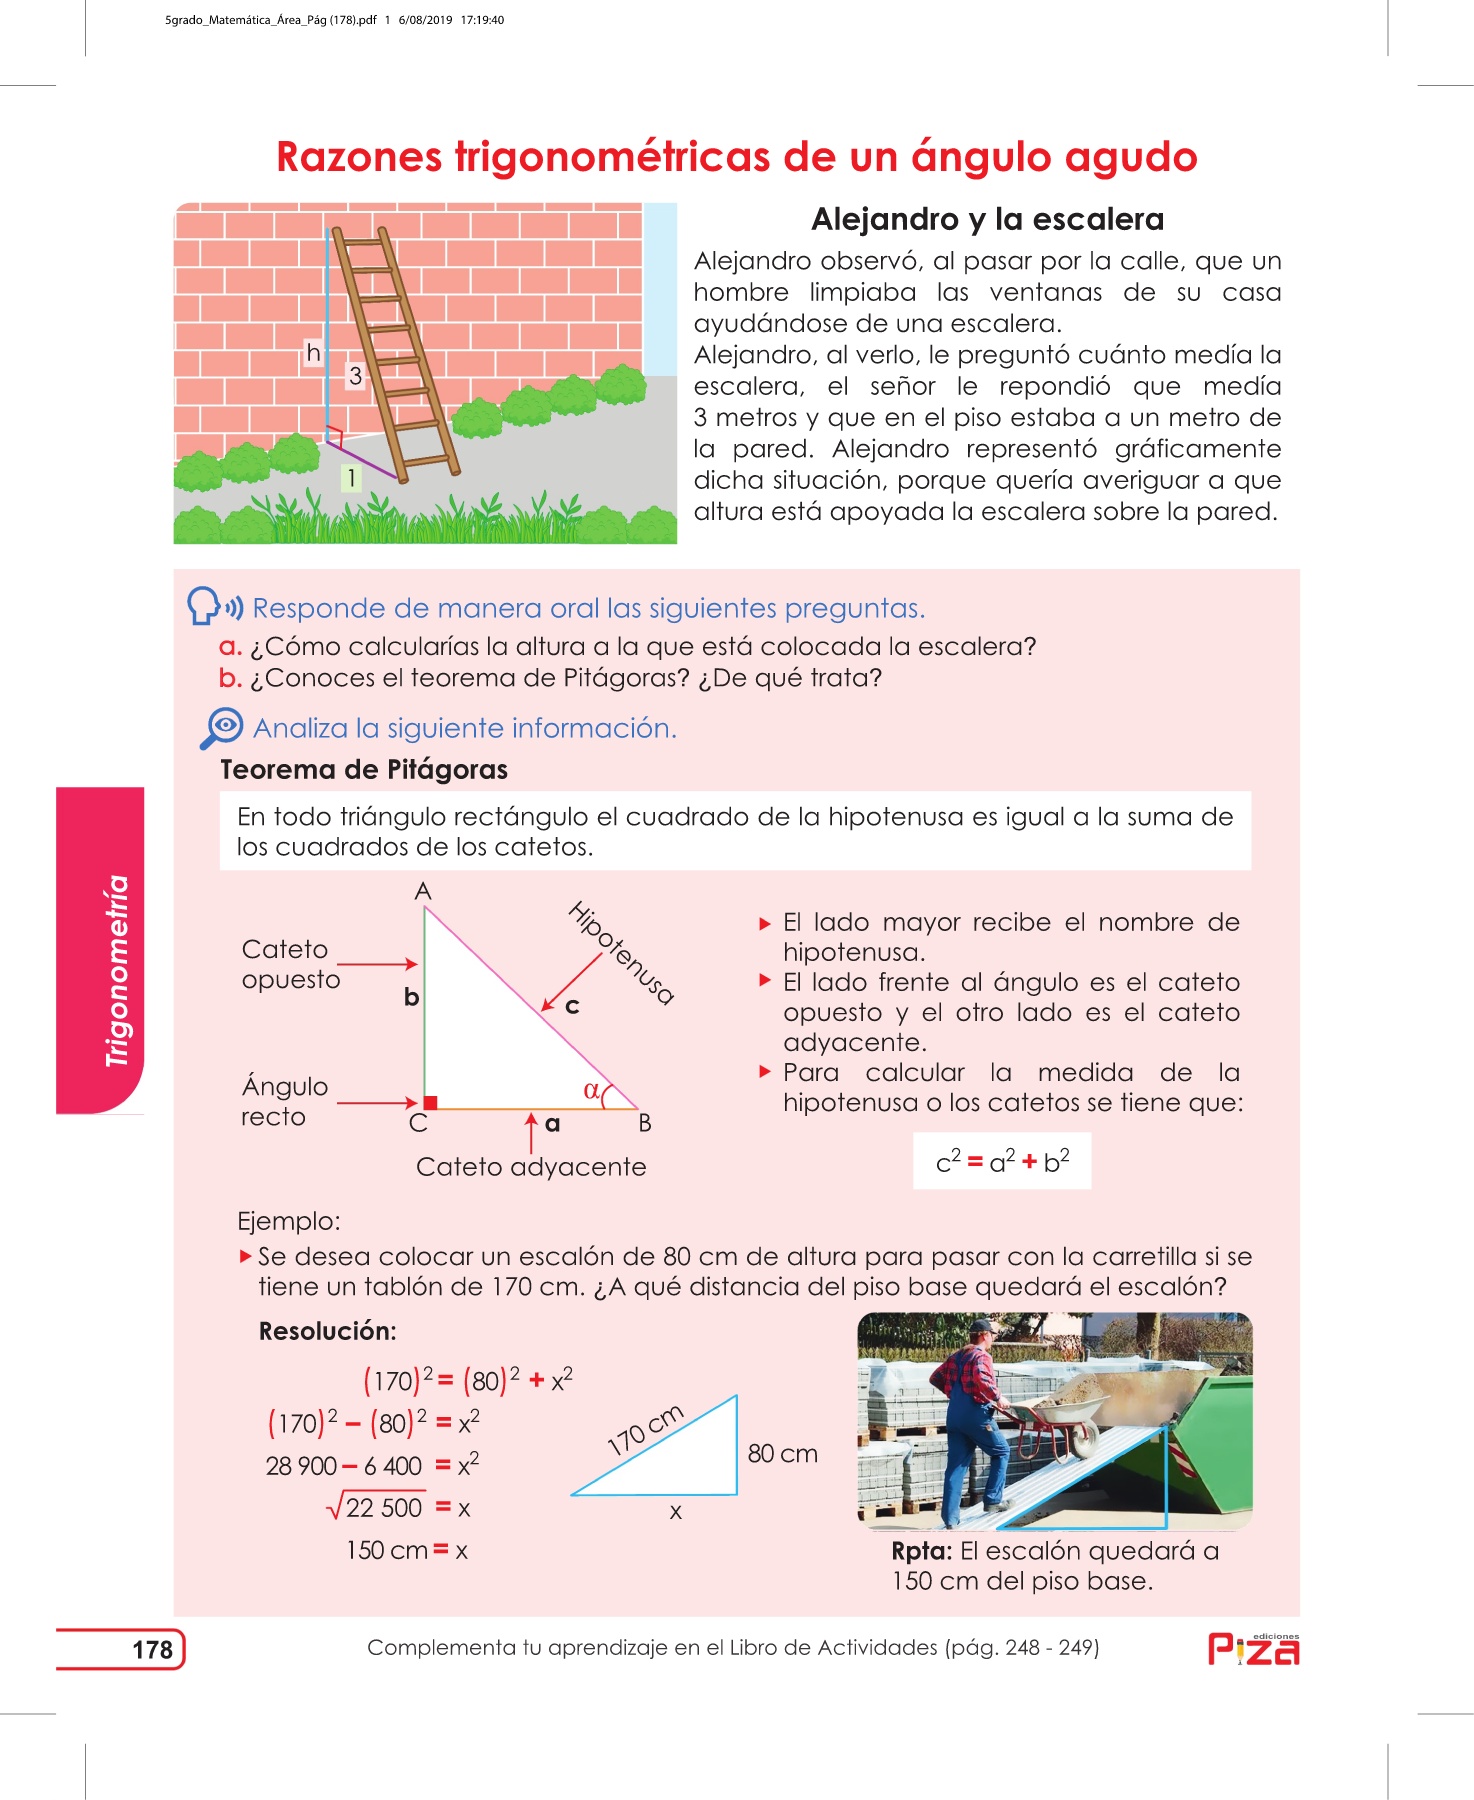 5grado_Matemática_Área_Pág (178).pdf 1 6/08/2019 17:19:40
Razones trigonométricas de un ángulo agudo
h
3
1
Alejandro y la escalera
Alejandro observó, al pasar por la calle, que un
hombre limpiaba las ventanas de su casa
ayudándose de una escalera.
Alejandro, al verlo, le preguntó cuánto medía la
escalera, el señor le repondió que medía
3 metros y que en el piso estaba a un metro de
la pared. Alejandro representó gráficamente
dicha situación, porque quería averiguar a que
altura está apoyada la escalera sobre la pared.
Responde de manera oral las siguientes preguntas.
a. ¿Cómo calcularías la altura a la que está colocada la escalera?
b. ¿Conoces el teorema de Pitágoras? ¿De qué trata?
Analiza la siguiente información.
Teorema de Pitágoras
En todo triángulo rectángulo el cuadrado de la hipotenusa es igual a la suma de
los cuadrados de los catetos.
A
Cateto
opuesto
b
Hipotenusa
c
Ángulo
recto
α
C
a
B
Cateto adyacente
El lado mayor recibe el nombre de
hipotenusa.
El lado frente al ángulo es el cateto
opuesto y el otro lado es el cateto
adyacente.
Para calcular la medida de la
hipotenusa o los catetos se tiene que:
c² = a² + b²
Ejemplo:
Se desea colocar un escalón de 80 cm de altura para pasar con la carretilla si se
tiene un tablón de 170 cm. ¿A qué distancia del piso base quedará el escalón?
Resolución:
(170)² = (80)² + x²
(170)² – (80)² = x²
28 900 – 6 400 = x²
√22 500 = x
150 cm = x
170 cm
80 cm
x
Rpta: El escalón quedará a
150 cm del piso base.
Trigonometría
178
Complementa tu aprendizaje en el Libro de Actividades (pág. 248 - 249)
ediciones
Piza